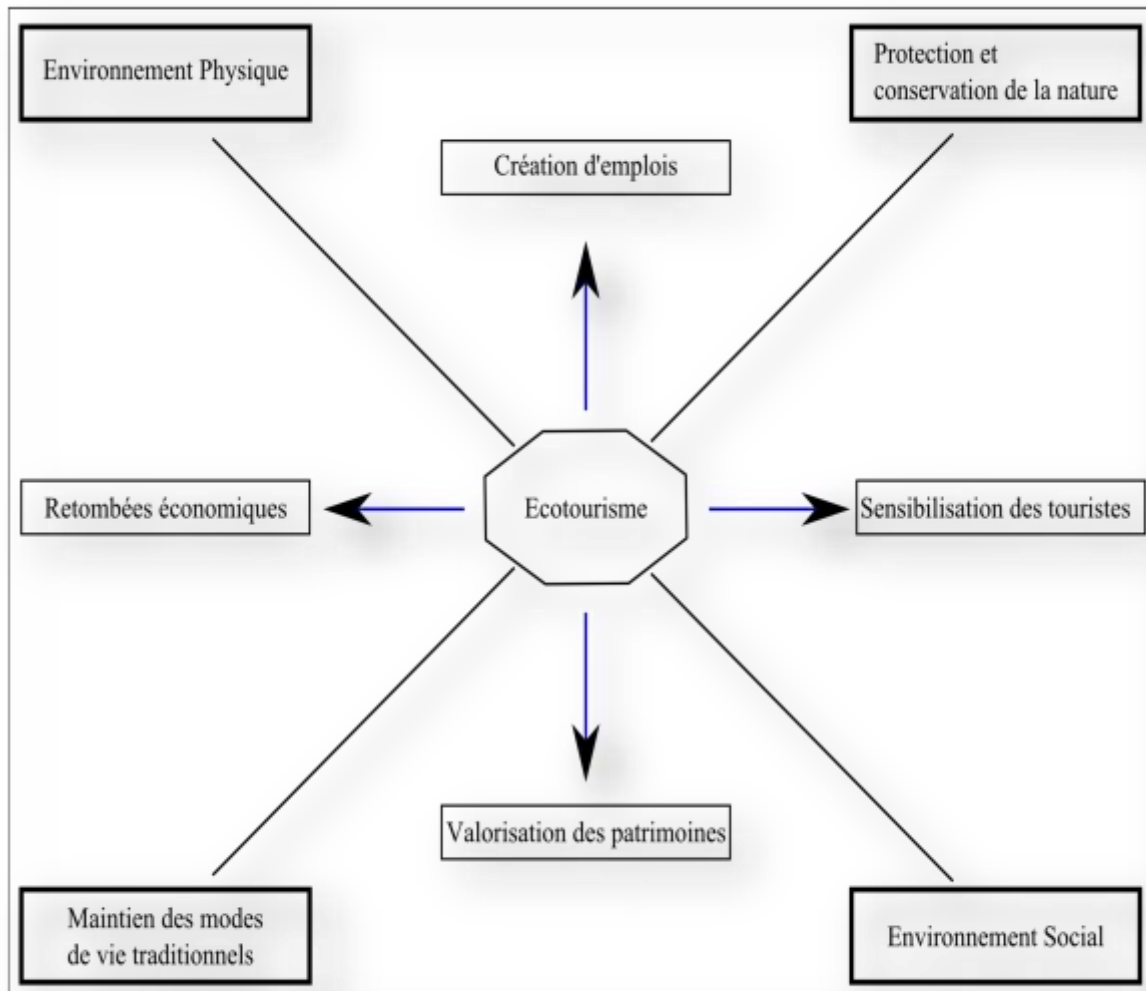 Environnement Physique
Protection et
conservation de la nature
Création d'emplois
Retombées économiques
Ecotourisme
Sensibilisation des touristes
Valorisation des patrimoines
Maintien des modes
de vie traditionnels
Environnement Social